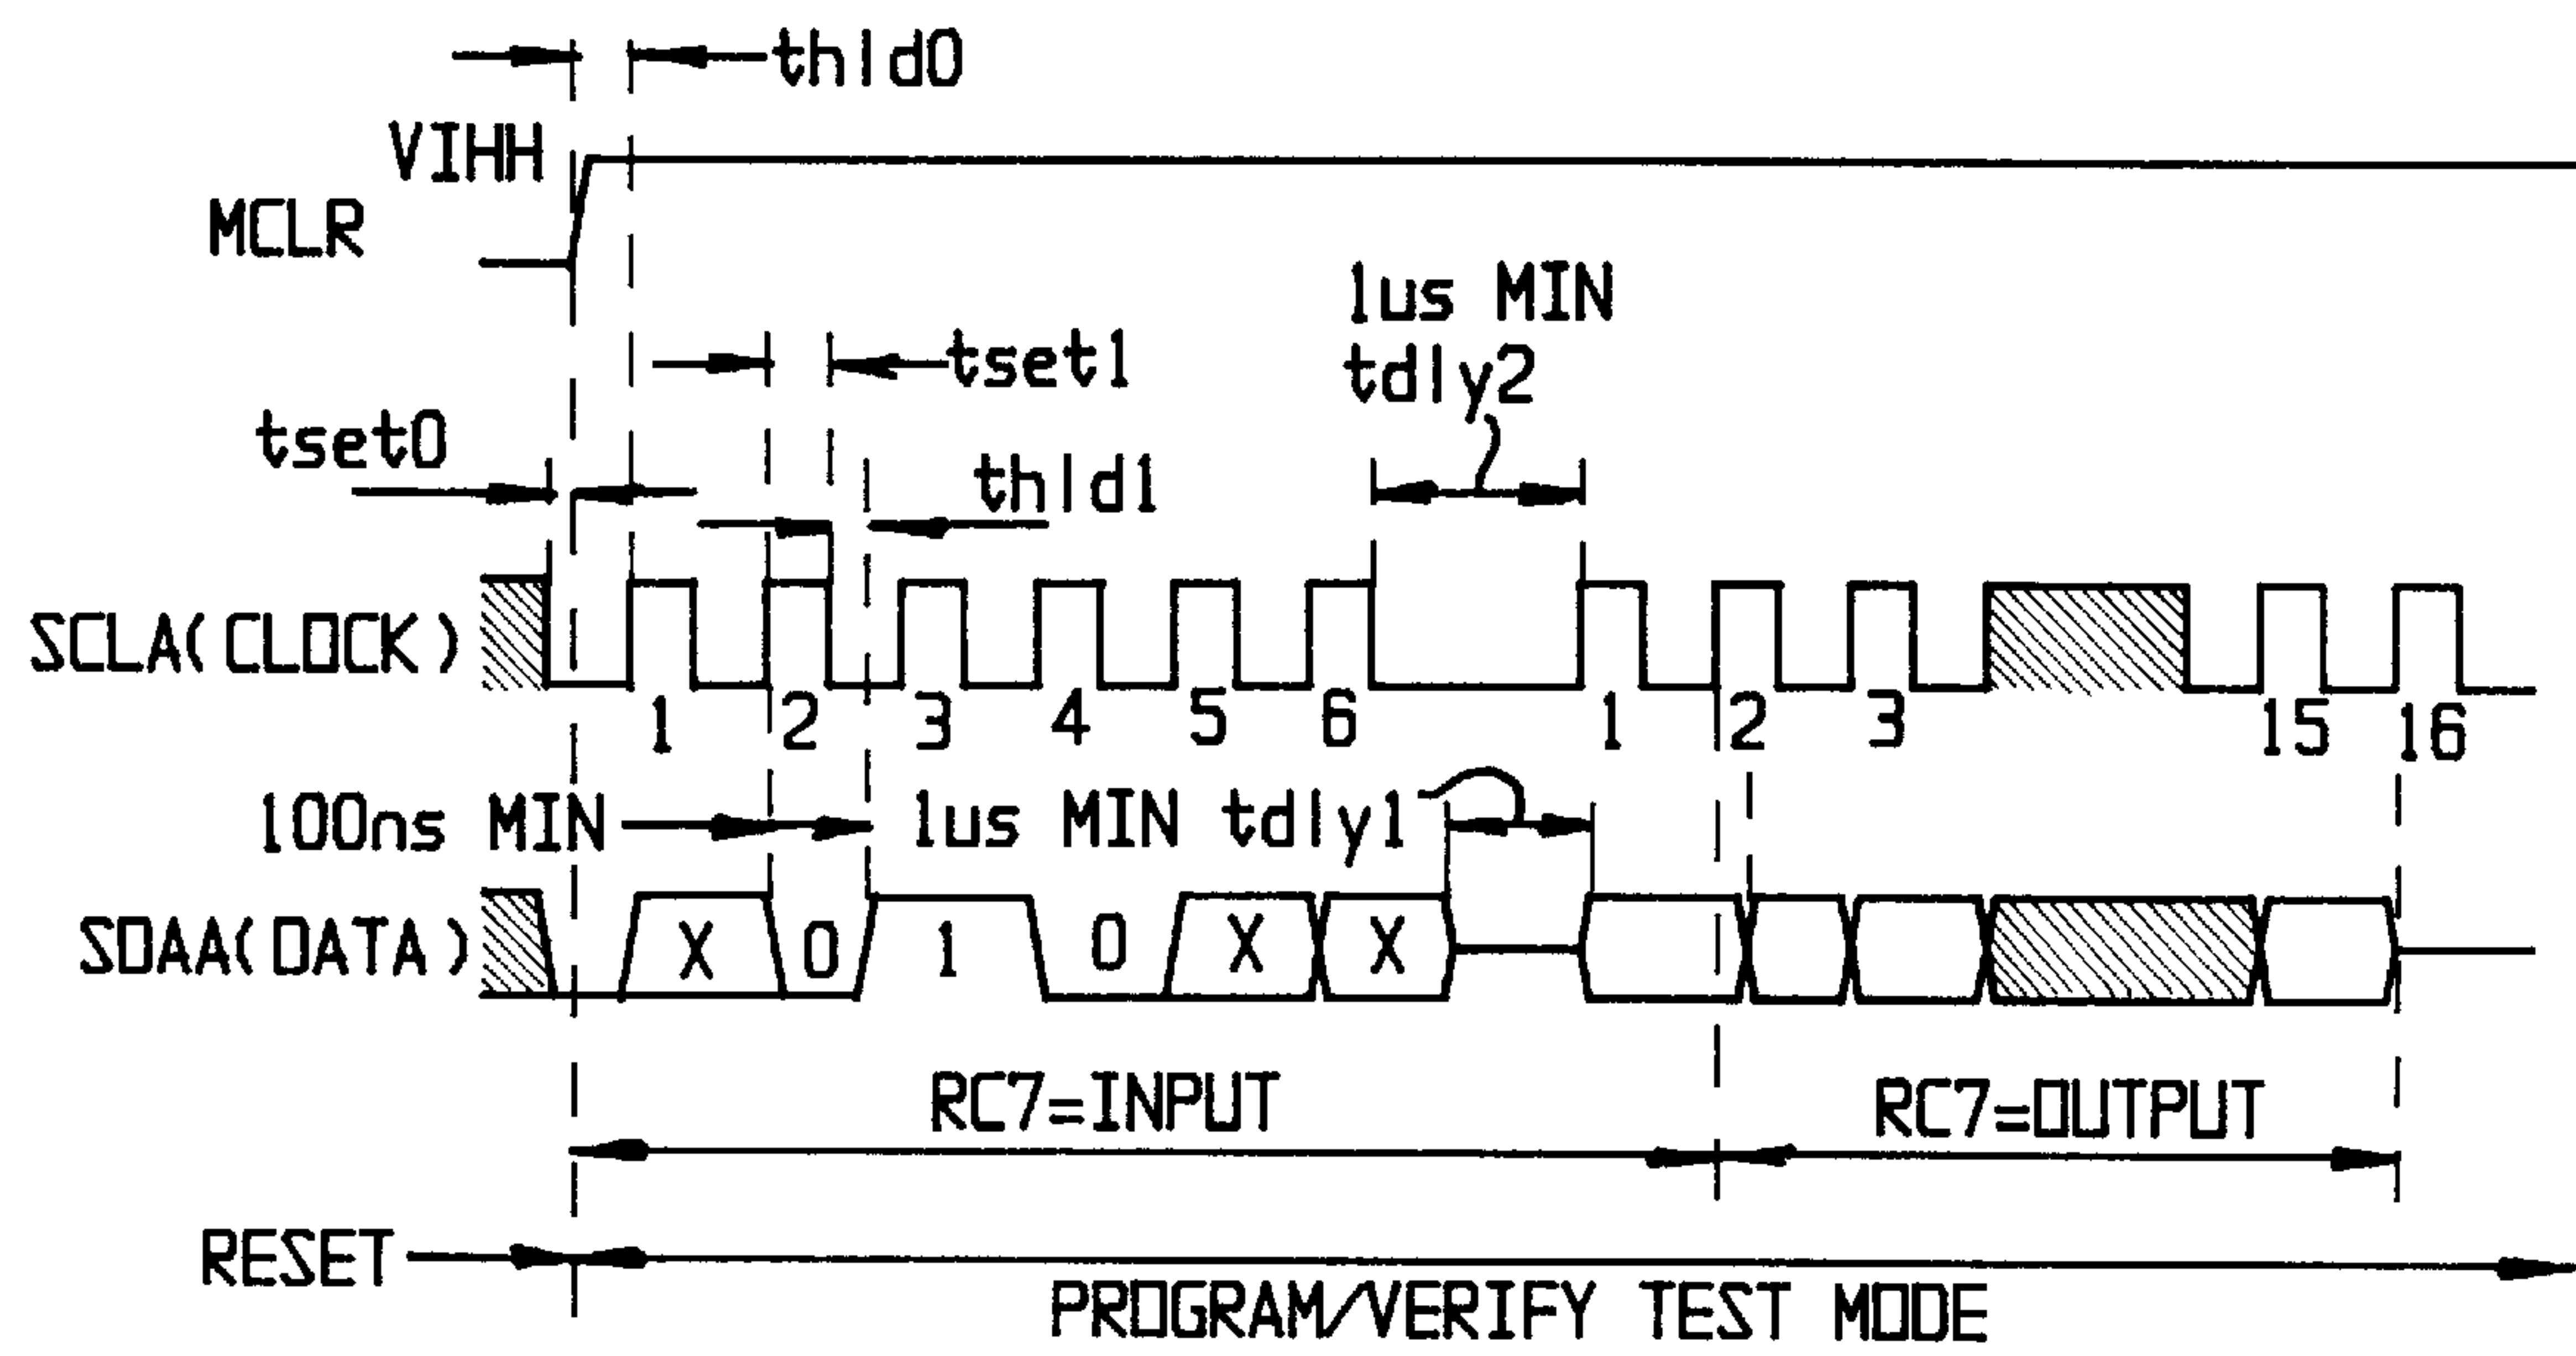 thld0
VIHH
MCLR
1us MIN
tdly2
tset1
tset0
thld1
SCLA(CLOCK)
1 2 3 4 5 6 1 2 3 15 16
100ns MIN 1us MIN tdly1
SDAA(DATA) X 0 1 0 X X
RC7=INPUT RC7=OUTPUT
RESET
PROGRAM/VERIFY TEST MODE